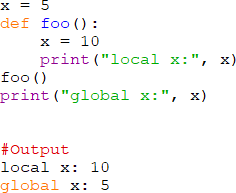 x = 5
def foo():
    x = 10
    print("local x:", x)
foo()
print("global x:", x)
#Output
local x: 10
global x: 5